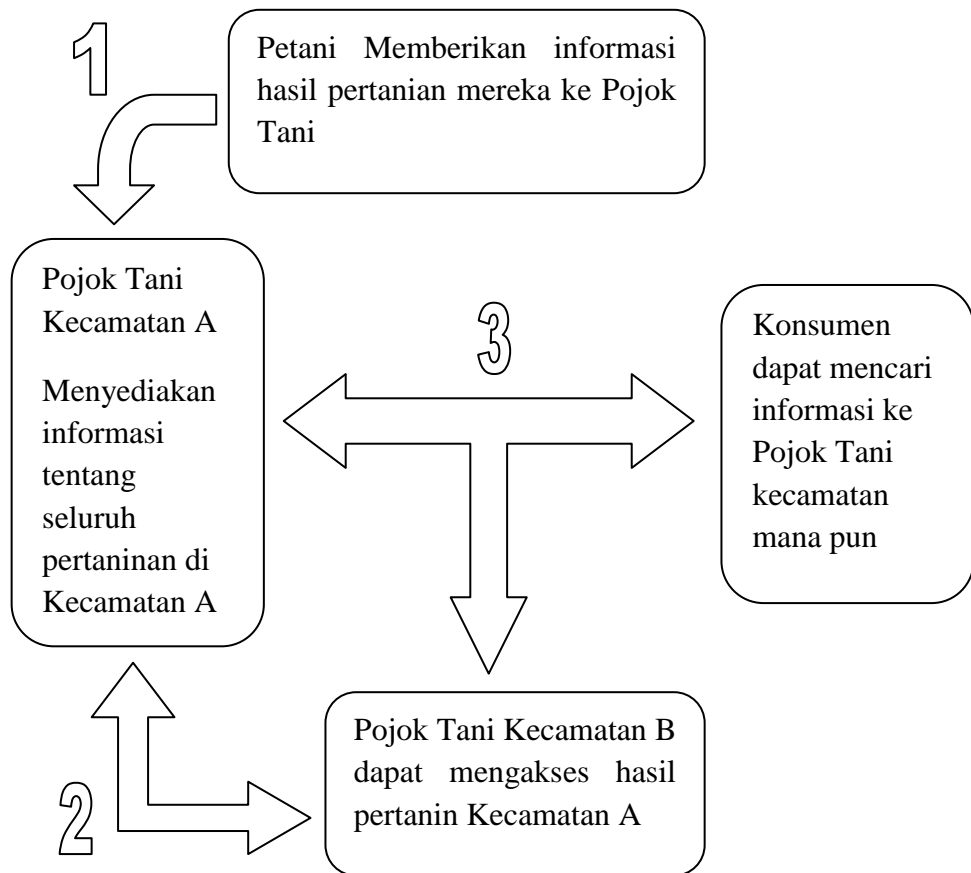 1
Petani Memberikan informasi
hasil pertanian mereka ke Pojok
Tani
Pojok Tani
Kecamatan A
Menyediakan
informasi
tentang
seluruh
pertaninan di
Kecamatan A
3
Konsumen
dapat mencari
informasi ke
Pojok Tani
kecamatan
mana pun
2
Pojok Tani Kecamatan B
dapat mengakses hasil
pertanin Kecamatan A